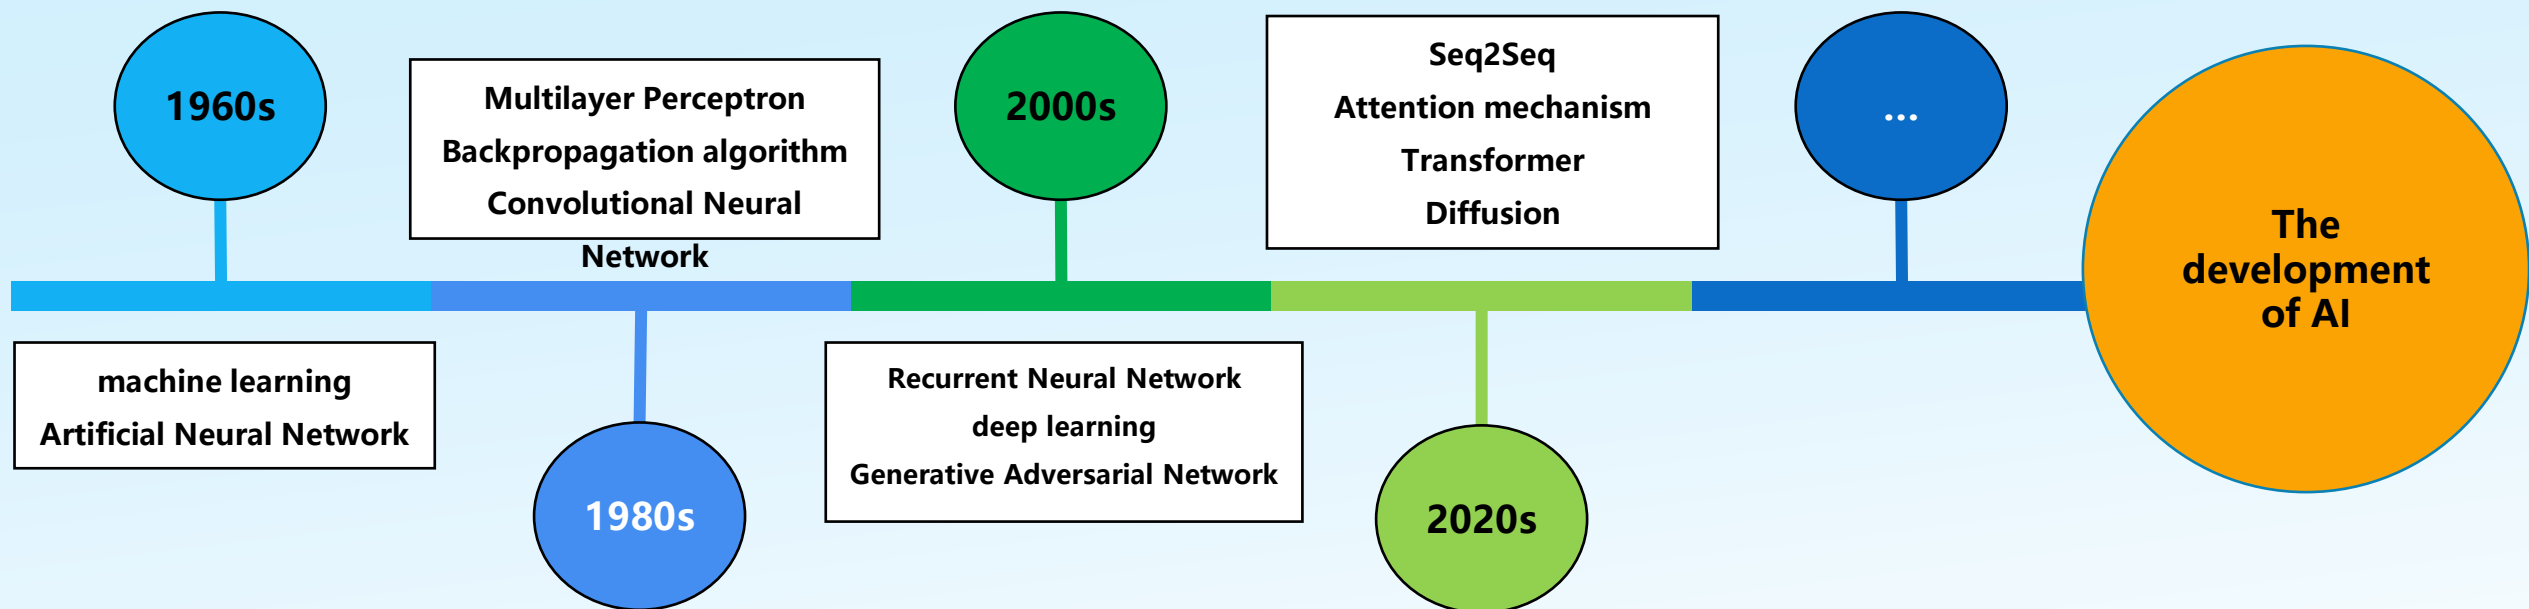 1960s
machine learning
Artificial Neural Network
Multilayer Perceptron
Backpropagation algorithm
Convolutional Neural
Network
1980s
2000s
Recurrent Neural Network
deep learning
Generative Adversarial Network
Seq2Seq
Attention mechanism
Transformer
Diffusion
2020s
...
The
development
of AI